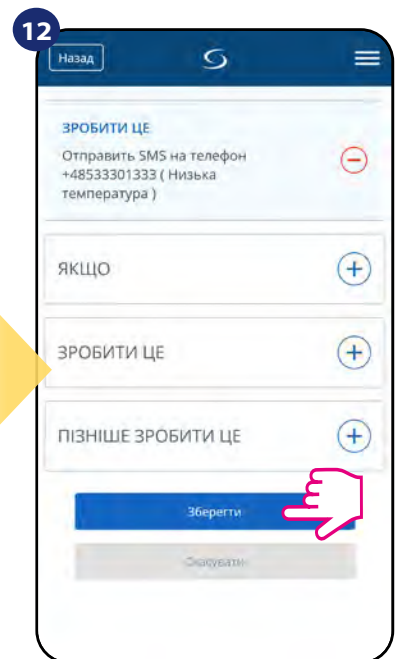 12
Назад
ЗРОБИТИ ЦЕ
Отправить SMS на телефон
+48533301333 ( Низька
температура )
ЯКЩО
ЗРОБИТИ ЦЕ
ПІЗНІШЕ ЗРОБИТИ ЦЕ
Зберегти
Скасувати